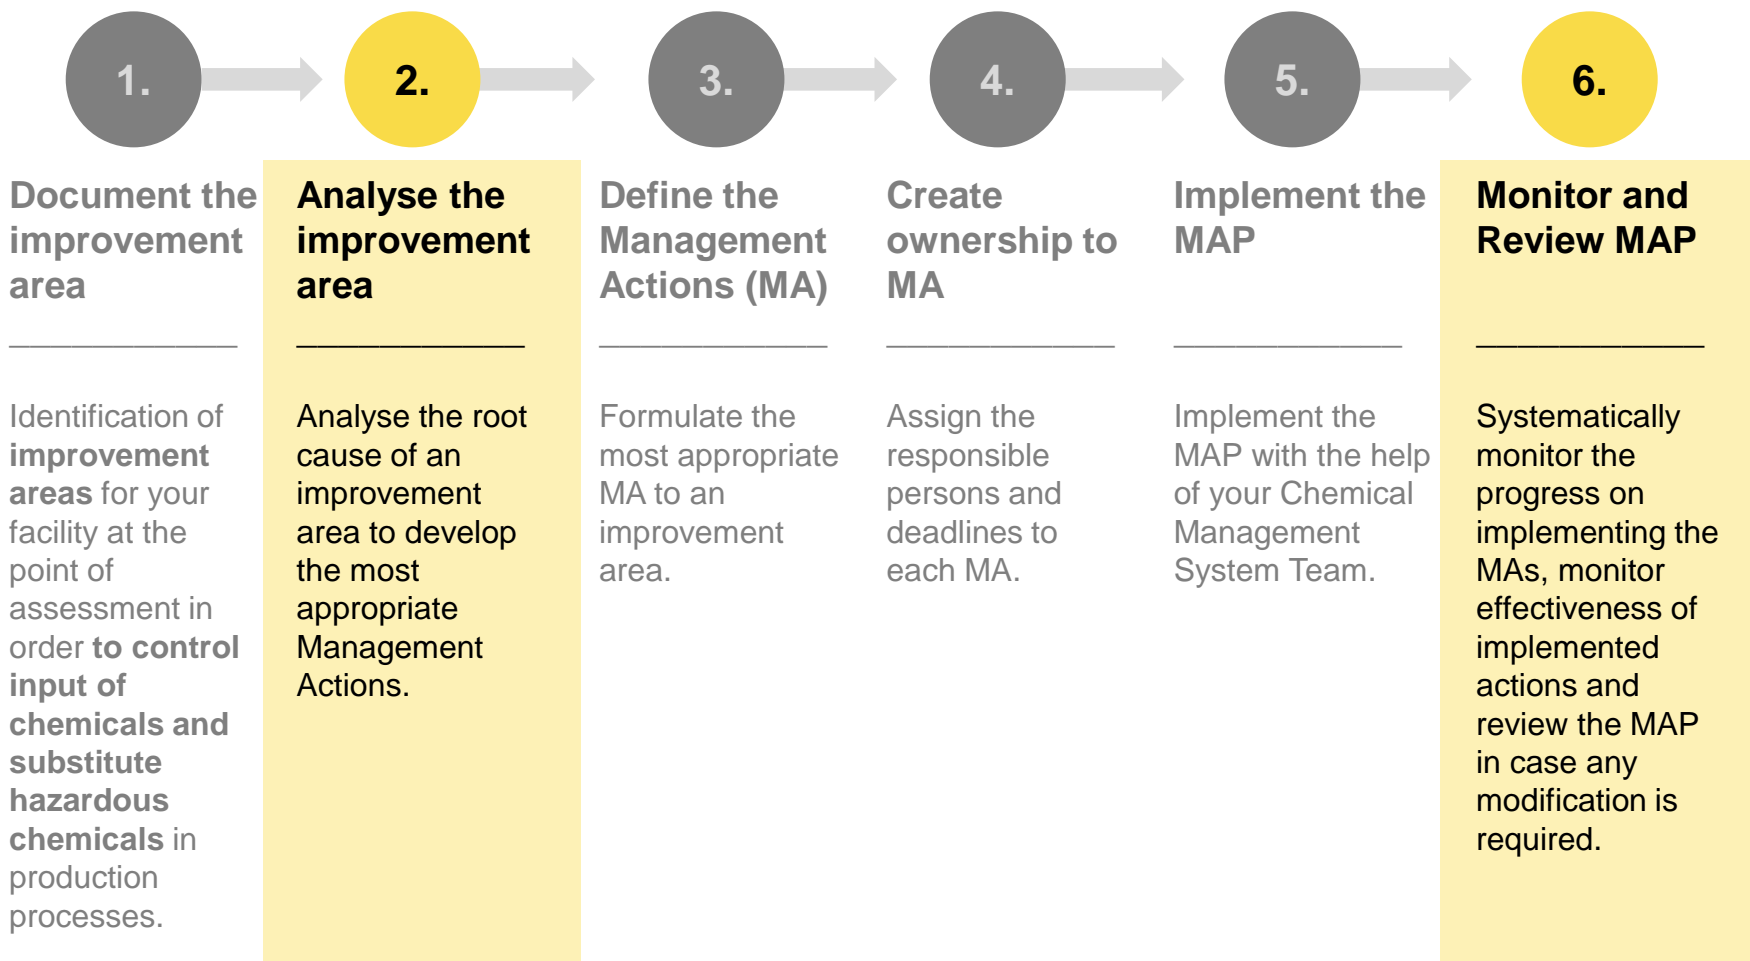 1.
Document the
improvement
area
Identification of
improvement
areas for your
facility at the
point of
assessment in
order to control
input of
chemicals and
substitute
hazardous
chemicals in
production
processes.
2.
Analyse the
improvement
area
Analyse the root
cause of an
improvement
area to develop
the most
appropriate
Management
Actions.
3.
Define the
Management
Actions (MA)
Formulate the
most appropriate
MA to an
improvement
area.
4.
Create
ownership to
MA
Assign the
responsible
persons and
deadlines to
each MA.
5.
Implement the
MAP
Implement the
MAP with the help
of your Chemical
Management
System Team.
6.
Monitor and
Review MAP
Systematically
monitor the
progress on
implementing the
MAs, monitor
effectiveness of
implemented
actions and
review the MAP
in case any
modification is
required.